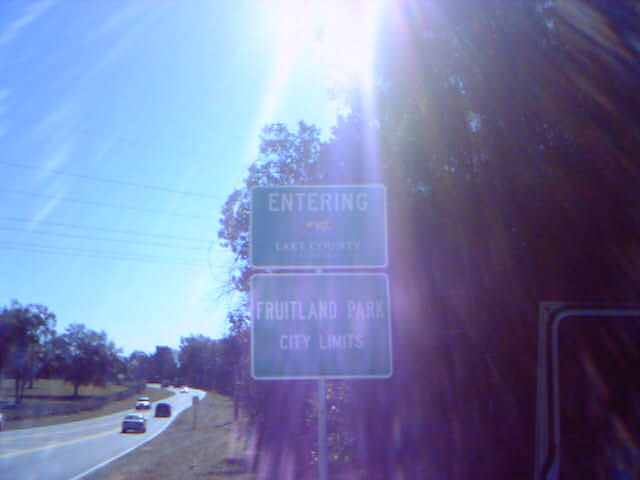 ENTERING
LAKE COUNTY
FRUITLAND PARK
CITY LIMITS